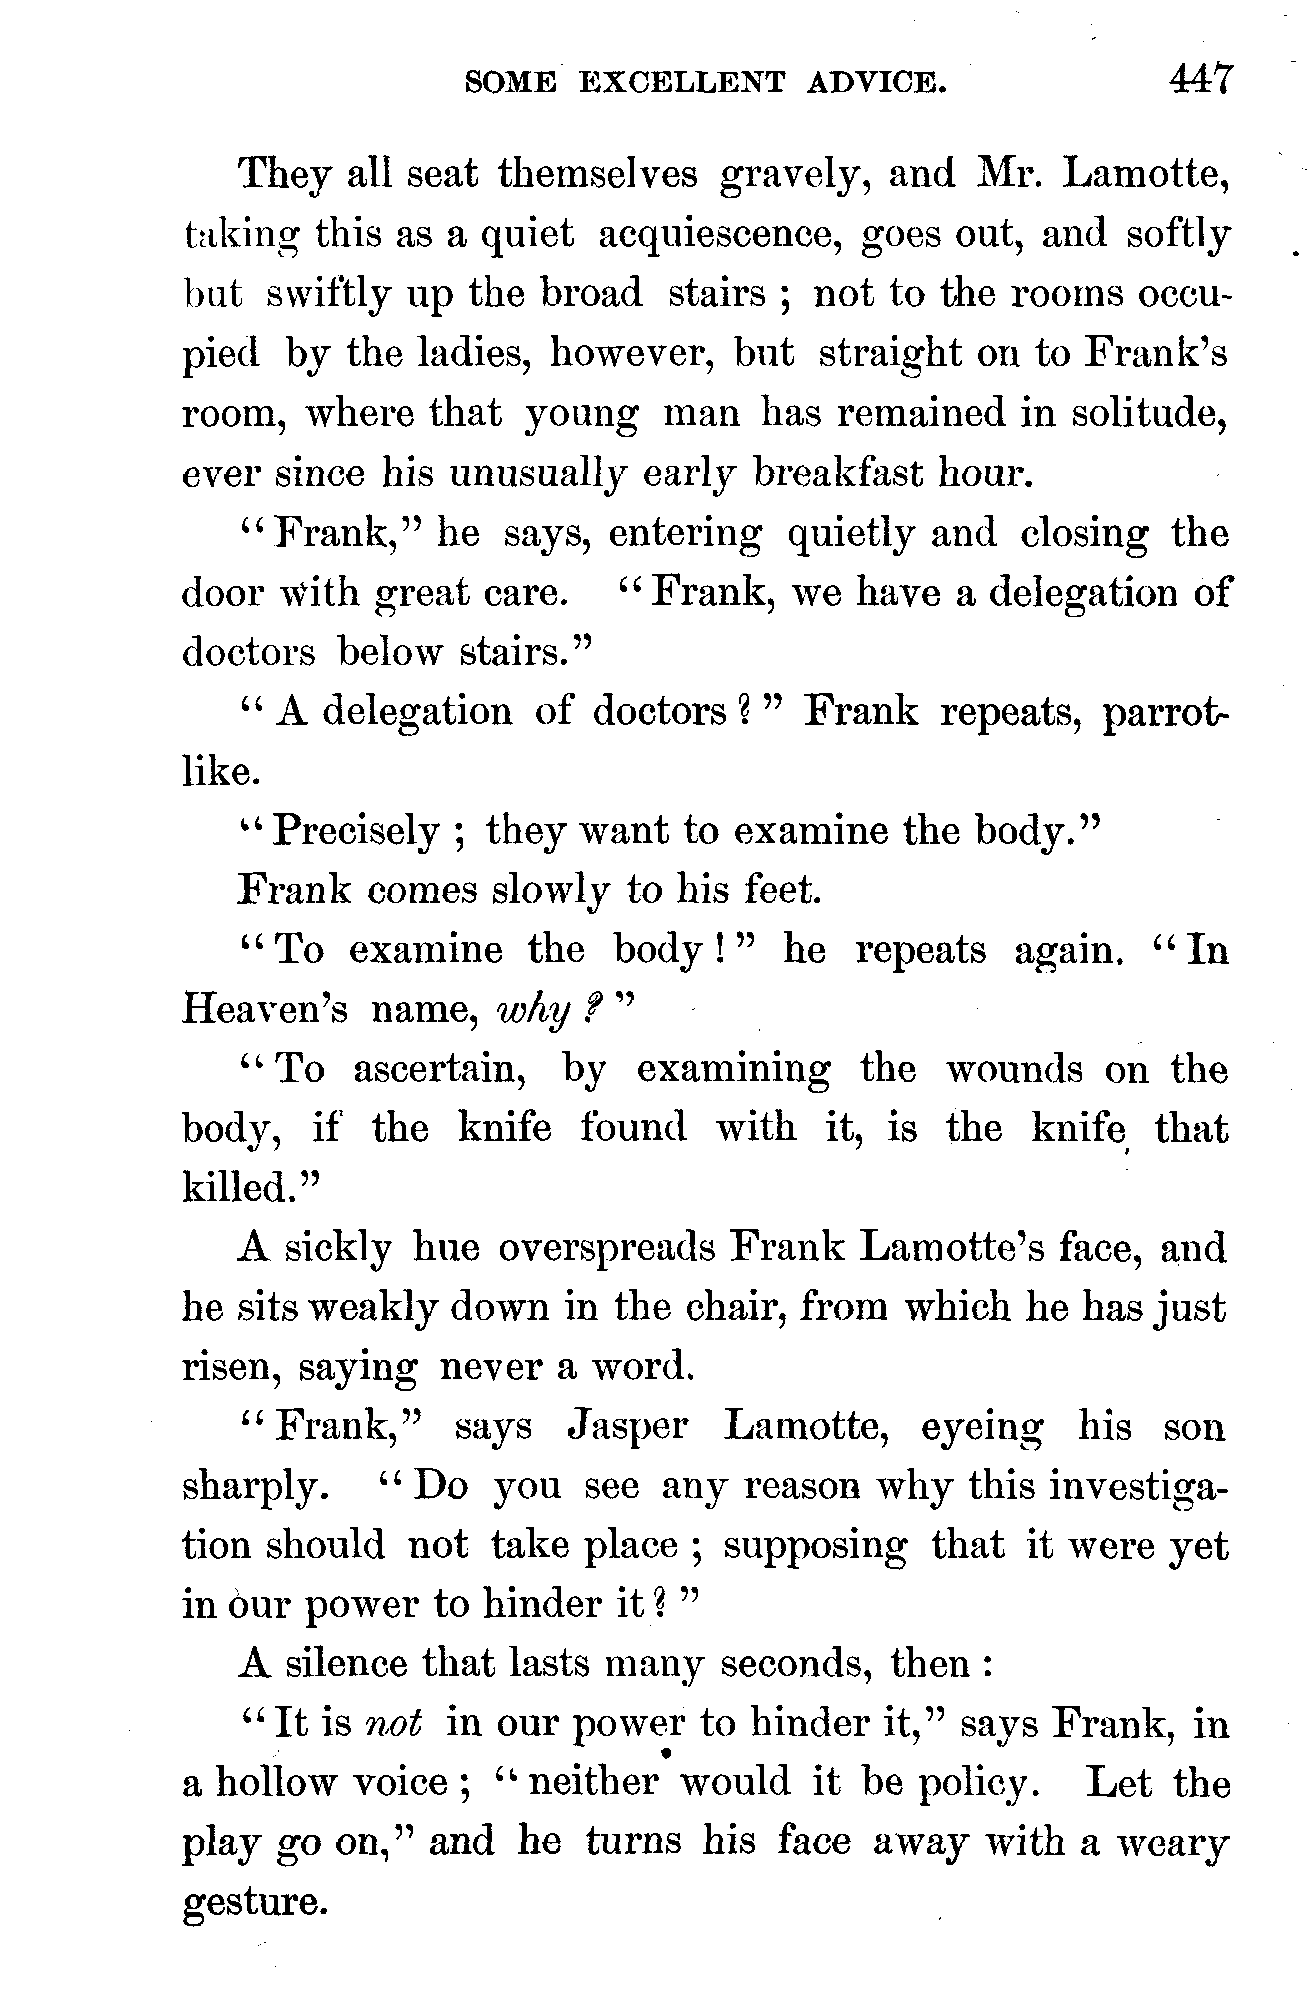 SOME EXCELLENT ADVICE. 447
They all seat themselves gravely, and Mr. Lamotte,
taking this as a quiet acquiescence, goes out, and softly
but swiftly up the broad stairs ; not to the rooms occu-
pied by the ladies, however, but straight on to Frank's
room, where that young man has remained in solitude,
ever since his unusually early breakfast hour.
“ Frank,” he says, entering quietly and closing the
door with great care. “ Frank, we have a delegation of
doctors below stairs.”
“ A delegation of doctors ? ” Frank repeats, parrot-
like.
“ Precisely ; they want to examine the body.”
Frank comes slowly to his feet.
“ To examine the body ! ” he repeats again. “ In
Heaven's name, why ? ”
“ To ascertain, by examining the wounds on the
body, if the knife found with it, is the knife that
killed.”
A sickly hue overspreads Frank Lamotte's face, and
he sits weakly down in the chair, from which he has just
risen, saying never a word.
“ Frank,” says Jasper Lamotte, eyeing his son
sharply. “ Do you see any reason why this investiga-
tion should not take place ; supposing that it were yet
in our power to hinder it ? ”
A silence that lasts many seconds, then :
“ It is not in our power to hinder it,” says Frank, in
a hollow voice ; “ neither would it be policy. Let the
play go on,” and he turns his face away with a weary
gesture.